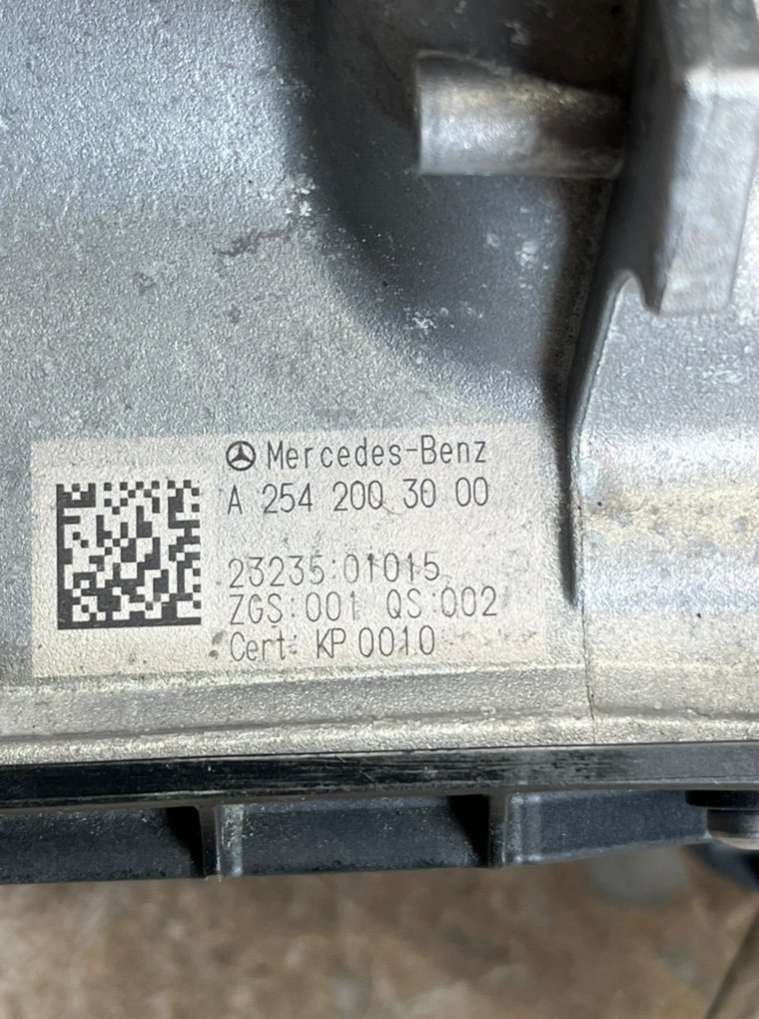 Mercedes-Benz
A 254 200 30 00
23235:01015
ZGS:001 QS:002
Cert: KP 0010